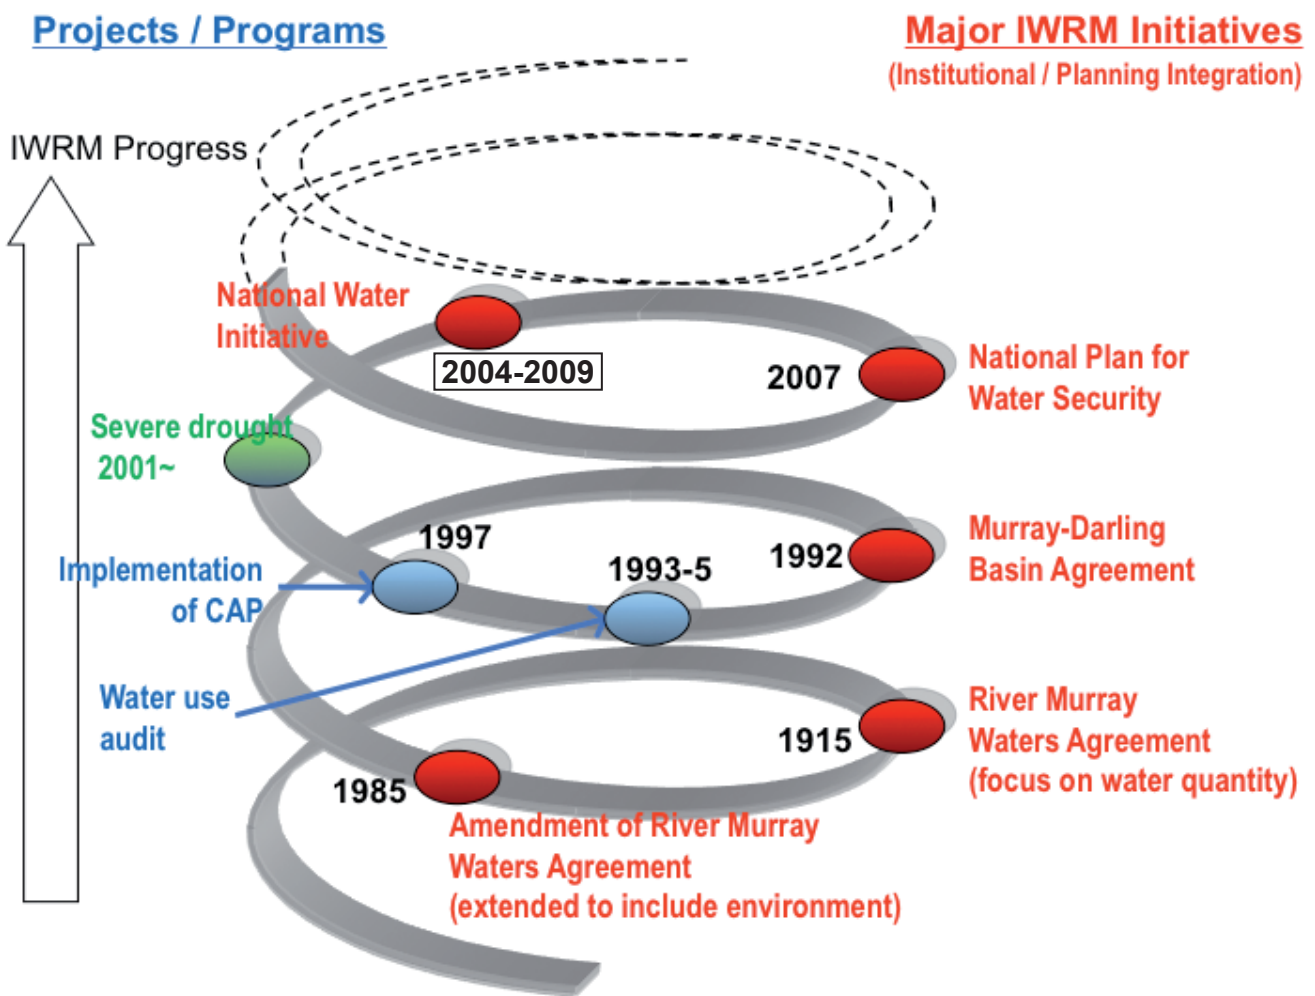 Projects / Programs
Major IWRM Initiatives
(Institutional / Planning Integration)
IWRM Progress
National Water
Initiative
2004-2009
2007
National Plan for
Water Security
Severe drought
2001~
1997
Implementation
of CAP
1993-5
1992
Murray-Darling
Basin Agreement
Water use
audit
1915
River Murray
Waters Agreement
(focus on water quantity)
1985
Amendment of River Murray
Waters Agreement
(extended to include environment)